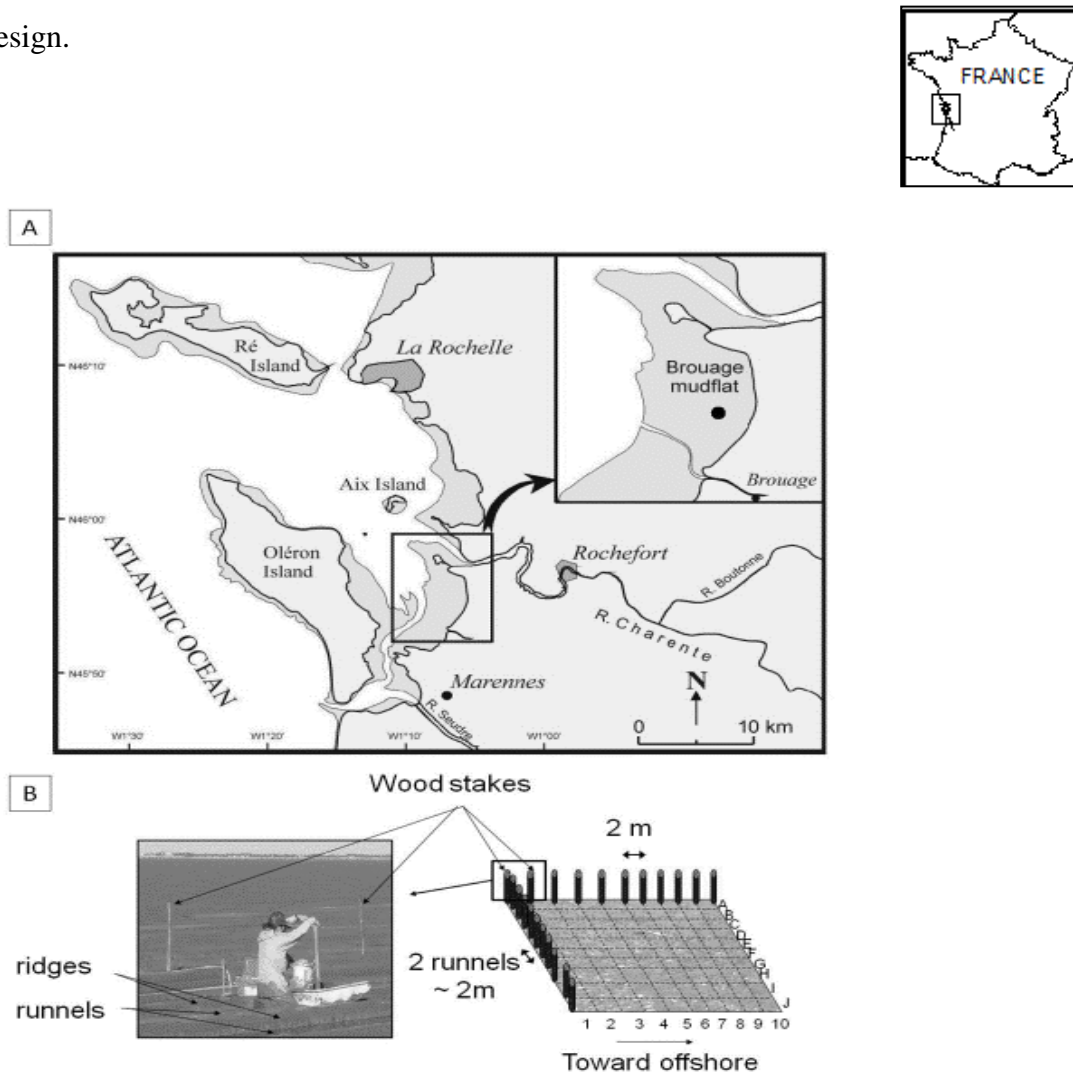 esign.
FRANCE
A
Ré
Island
La Rochelle
N46°10'
Brouage
mudflat
Aix Island
Brouage
N46°00'
Oléron
Island
Rochefort
R. Boutonne
ATLANTIC OCEAN
R. Charente
N45°50'
Marennes
R. Seudre
N
0 10 km
W1°30' W1°20' W1°10' W1°00'
B
Wood stakes
2 m
A
B
C
D
E
F
G
H
I
J
ridges
runnels
2 runnels
~ 2m
1 2 3 4 5 6 7 8 9 10
Toward offshore